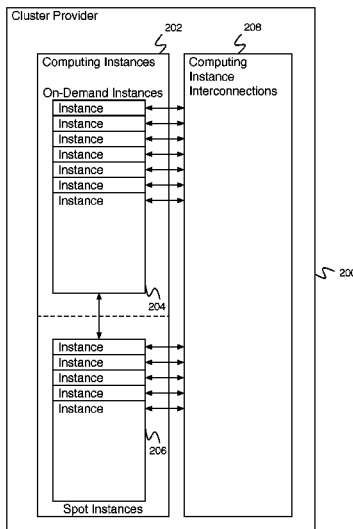 Cluster Provider
202
208
Computing Instances
Computing
Instance
Interconnections
On-Demand Instances
Instance
Instance
Instance
Instance
Instance
Instance
Instance
204
200
Instance
Instance
Instance
Instance
Instance
206
Spot Instances